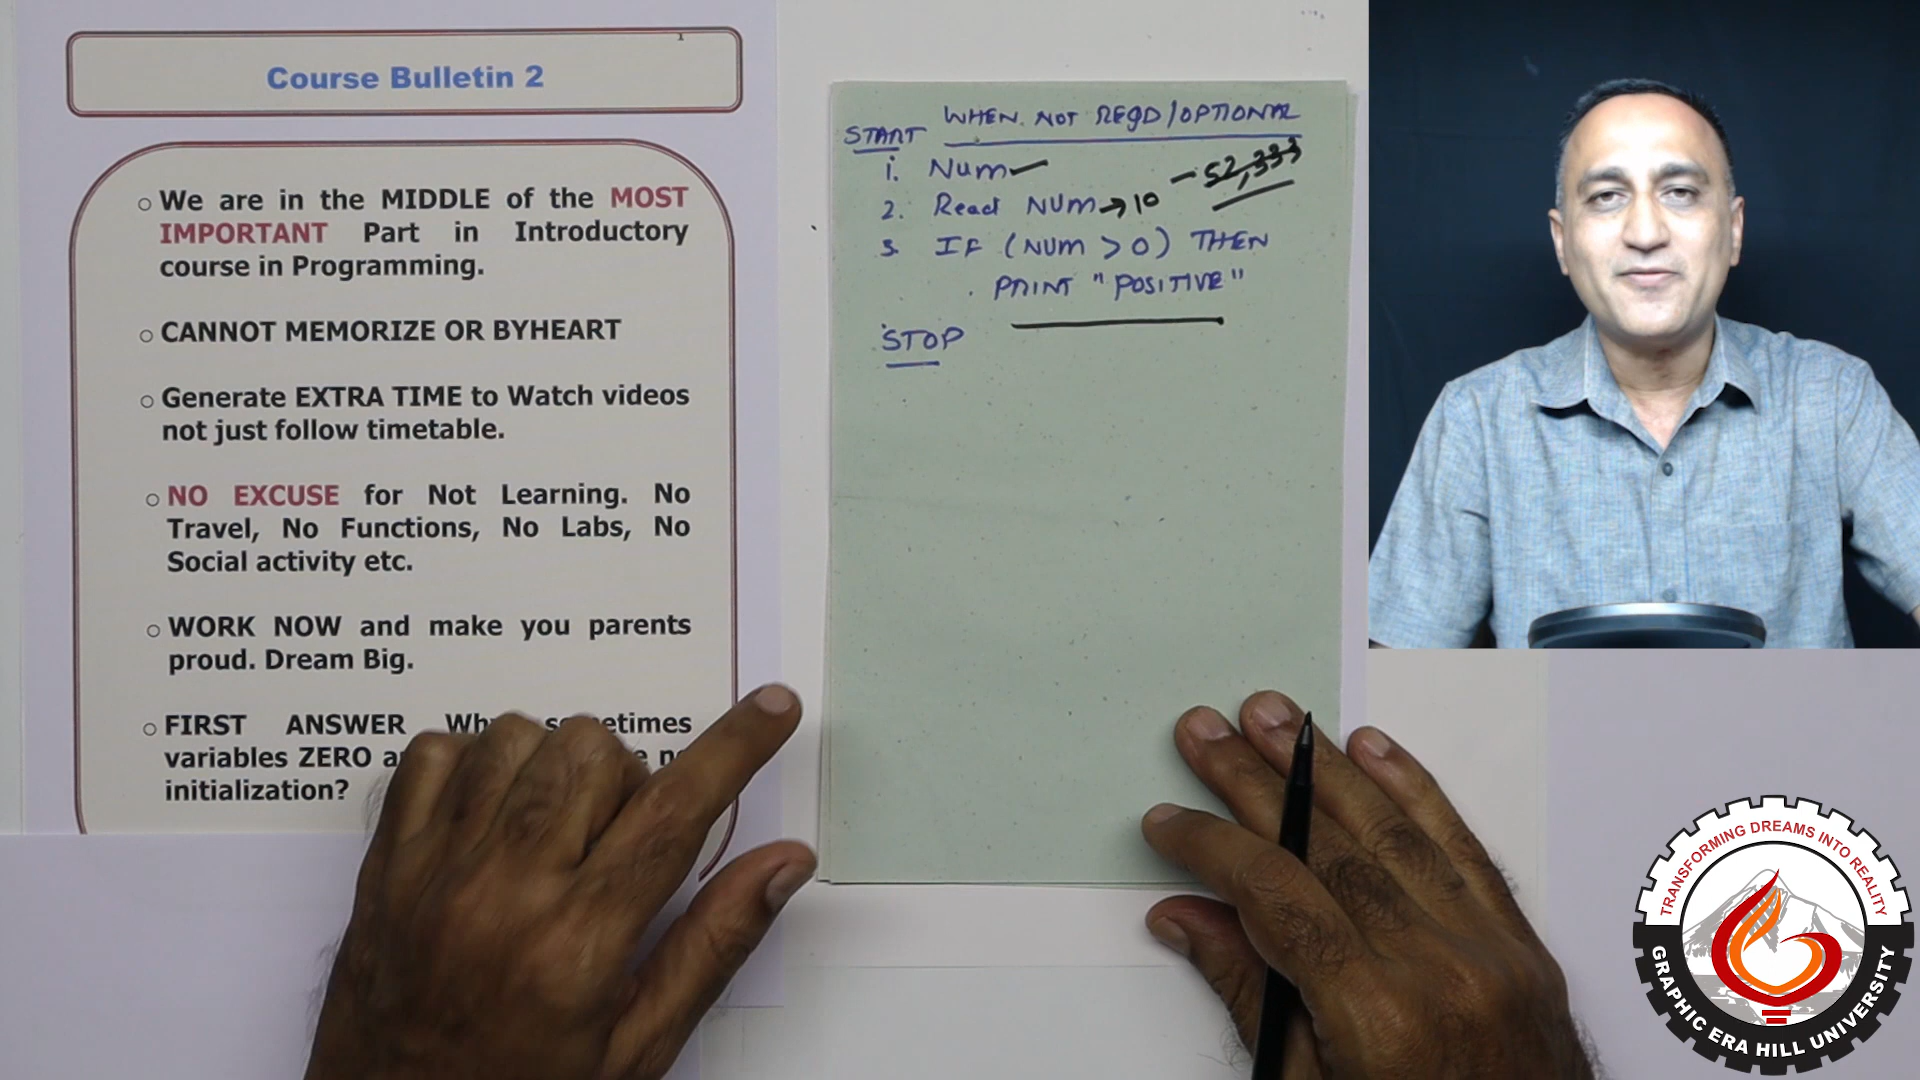 Course Bulletin 2
We are in the MIDDLE of the MOST
IMPORTANT Part in Introductory
course in Programming.
CANNOT MEMORIZE OR BYHEART
Generate EXTRA TIME to Watch videos
not just follow timetable.
NO EXCUSE for Not Learning. No
Travel, No Functions, No Labs, No
Social activity etc.
WORK NOW and make you parents
proud. Dream Big.
FIRST ANSWER sometimes
variables ZERO
initialization?
WHEN NOT REQD/OPTIONAL
START
1. Num
2. Read NUM → 10 - 52,333
3. IF (NUM > 0) THEN
PRINT "POSITIVE"
STOP
TRANSFORMING DREAMS INTO REALITY
GRAPHIC ERA HILL UNIVERSITY